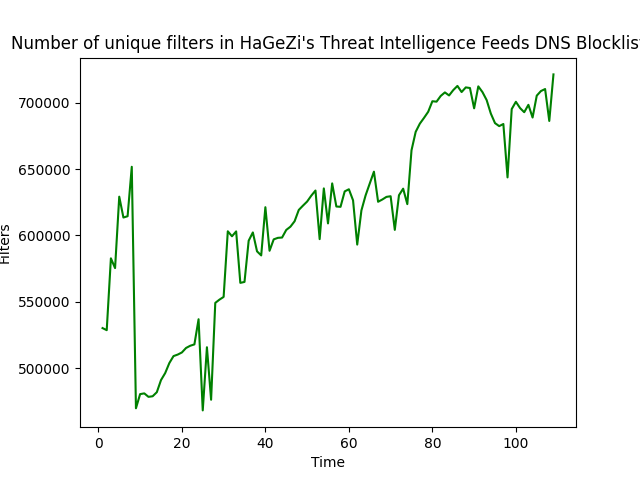 Number of unique filters in HaGeZi's Threat Intelligence Feeds DNS Blocklis
700000
650000
600000
550000
500000
Filters
0 20 40 60 80 100
Time